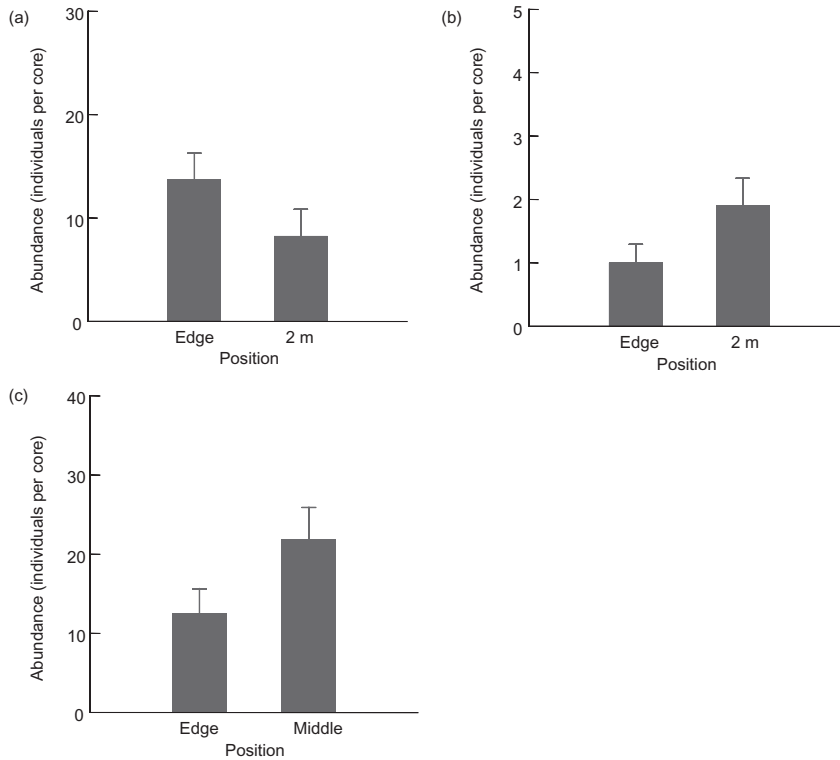 (a)
30
20
10
0
Abundance (individuals per core)
Edge
2 m
Position
(b)
5
4
3
2
1
0
Abundance (individuals per core)
Edge
2 m
Position
(c)
40
30
20
10
0
Abundance (individuals per core)
Edge
Middle
Position